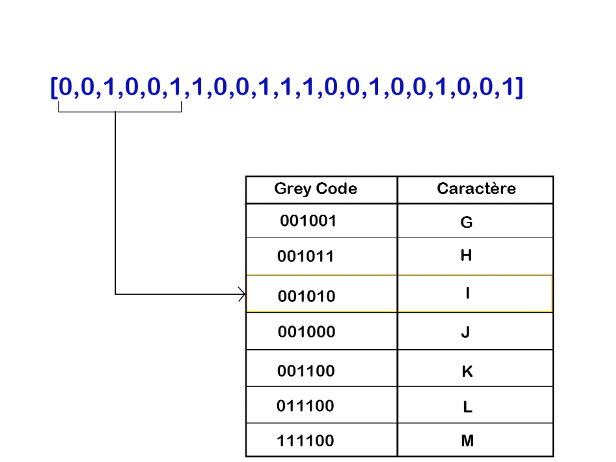 [0,0,1,0,0,1,1,0,0,1,1,1,0,0,1,0,0,1,0,0,1]
Grey Code Caractère
001001 G
001011 H
001010 I
001000 J
001100 K
011100 L
111100 M